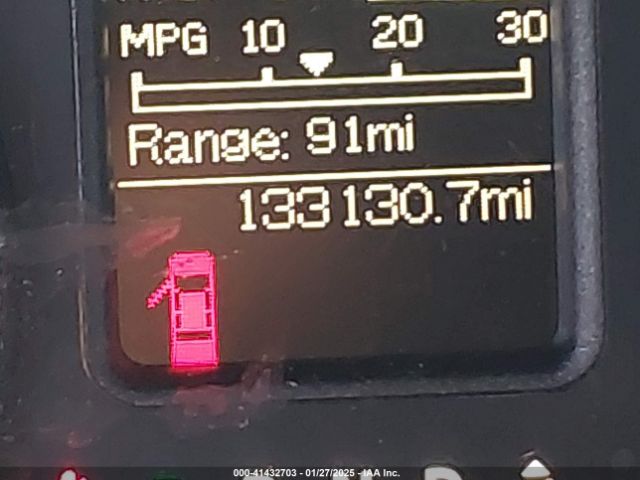 MPG 10 20 30
Range: 91mi
133130.7mi
000-41432703 - 01/27/2025 - IAA Inc.